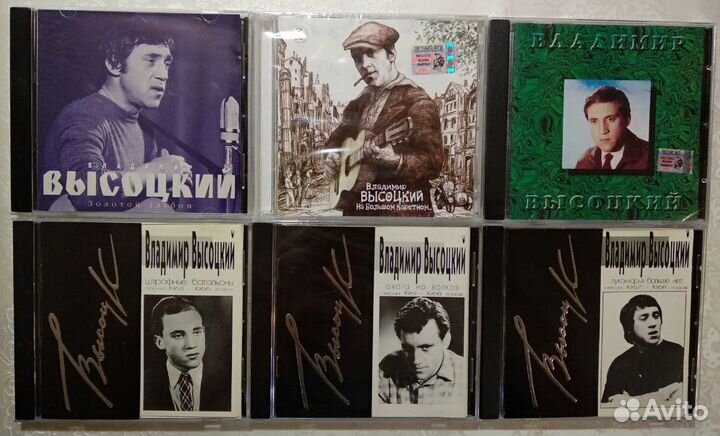 ВЛАДИМИР
ВЫСОЦКИЙ
Золотой альбом
Владимир
ВЫСОЦКИЙ
На Большом Каретном...
ВЛАДИМИР
ВЫСОЦКИЙ
Владимир Высоцкий
штрафные батальоны
Владимир Высоцкий
охота на волков
Владимир Высоцкий
лукоморья больше нет
Avito